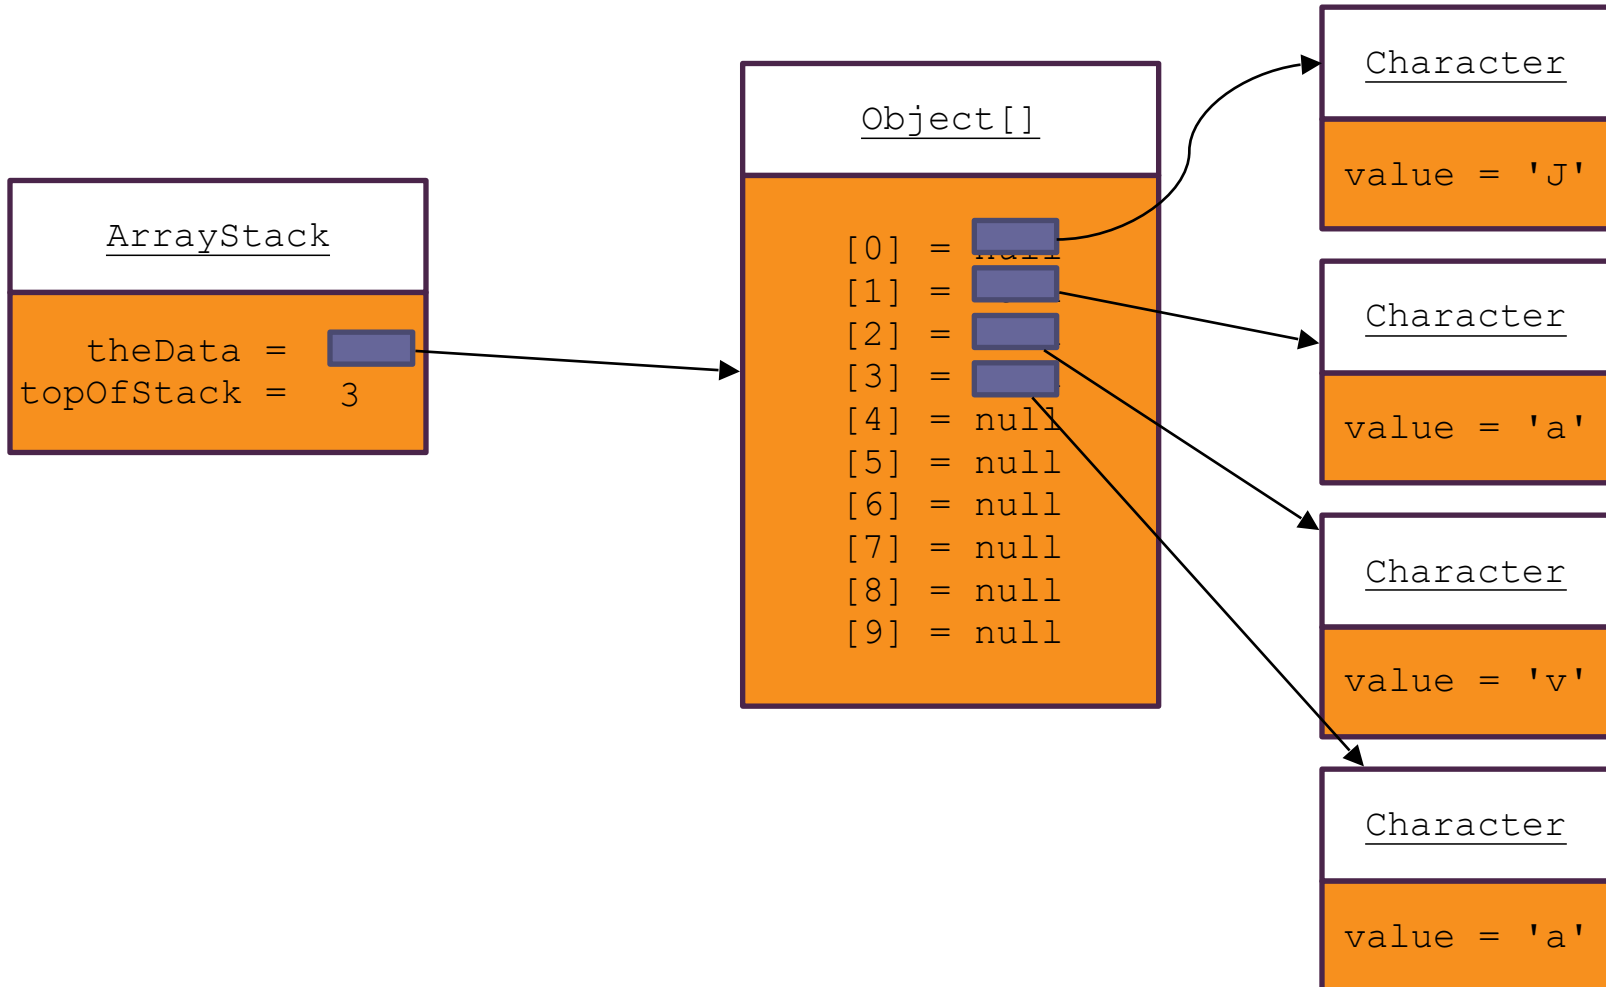 ArrayStack
theData =
topOfStack = 3
Object[]
[0] = null
[1] =
[2] =
[3] =
[4] = null
[5] = null
[6] = null
[7] = null
[8] = null
[9] = null
Character
value = 'J'
Character
value = 'a'
Character
value = 'v'
Character
value = 'a'